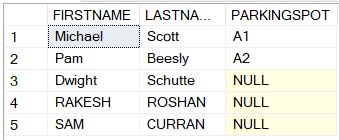 FIRSTNAME LASTNA... PARKINGSPOT
1 Michael Scott A1
2 Pam Beesly A2
3 Dwight Schutte NULL
4 RAKESH ROSHAN NULL
5 SAM CURRAN NULL